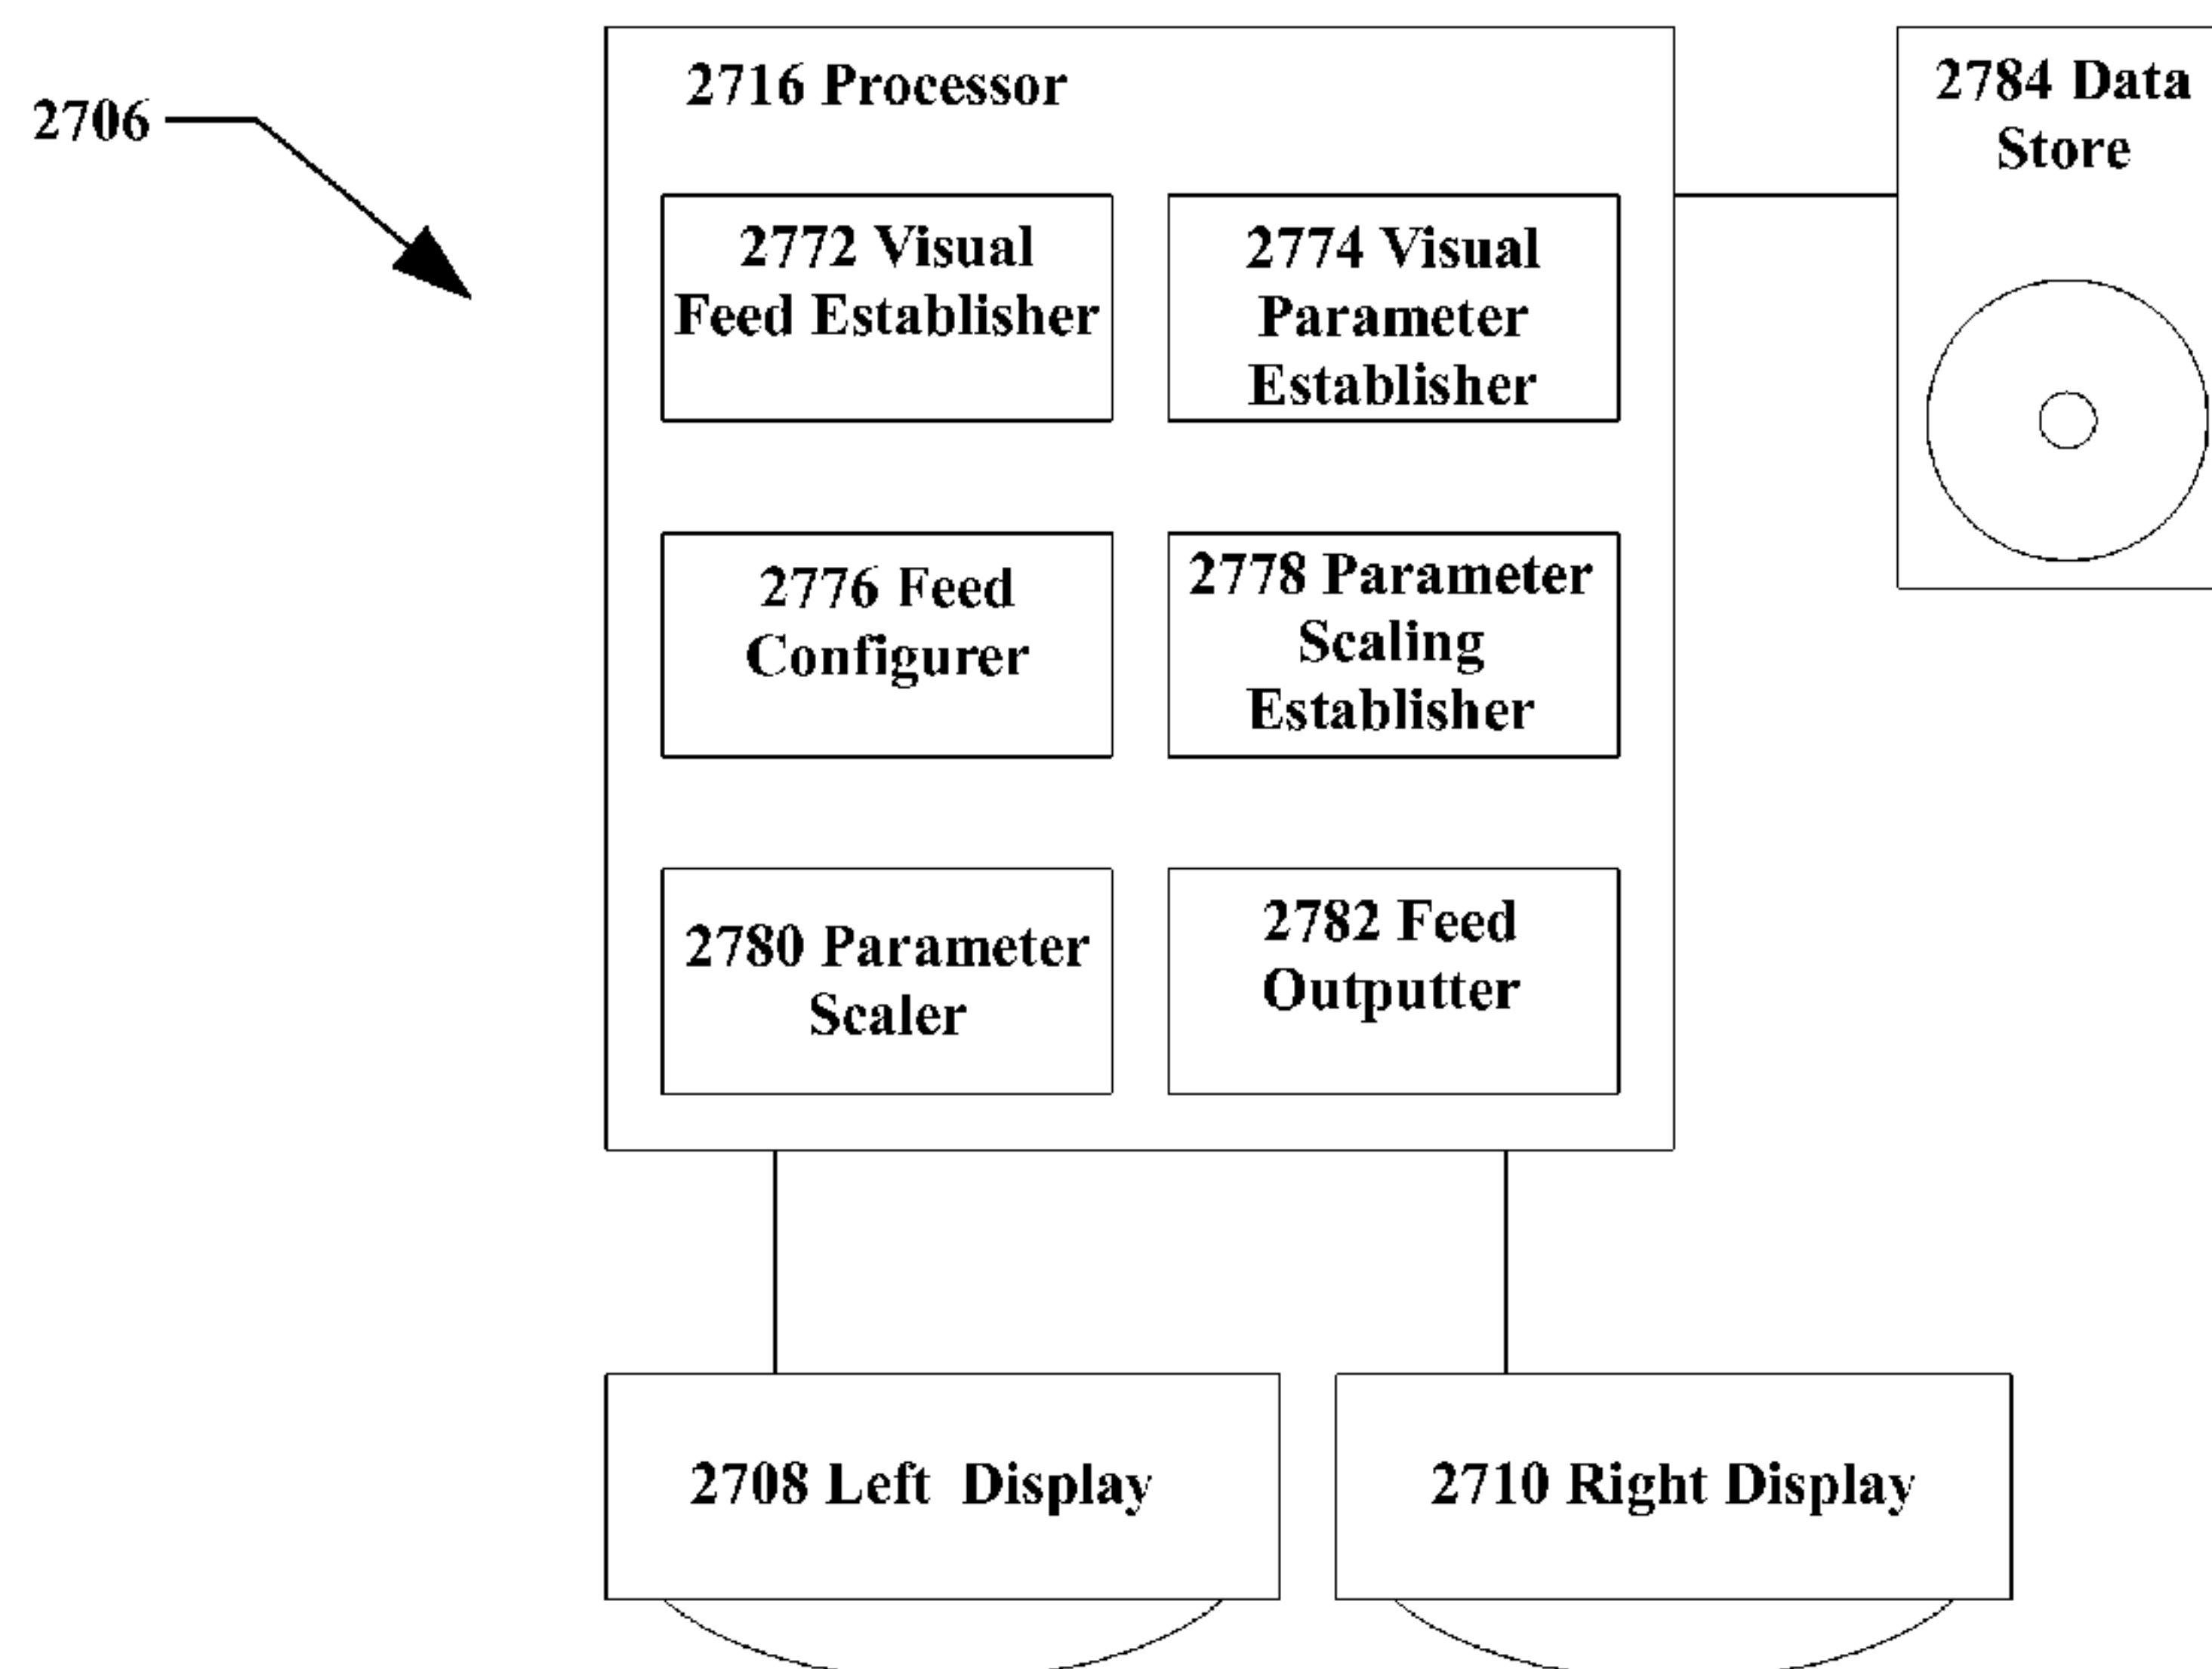 2706
2716 Processor
2784 Data
Store
2772 Visual
Feed Establisher
2774 Visual
Parameter
Establisher
2776 Feed
Configurer
2778 Parameter
Scaling
Establisher
2780 Parameter
Scaler
2782 Feed
Outputter
2708 Left Display
2710 Right Display